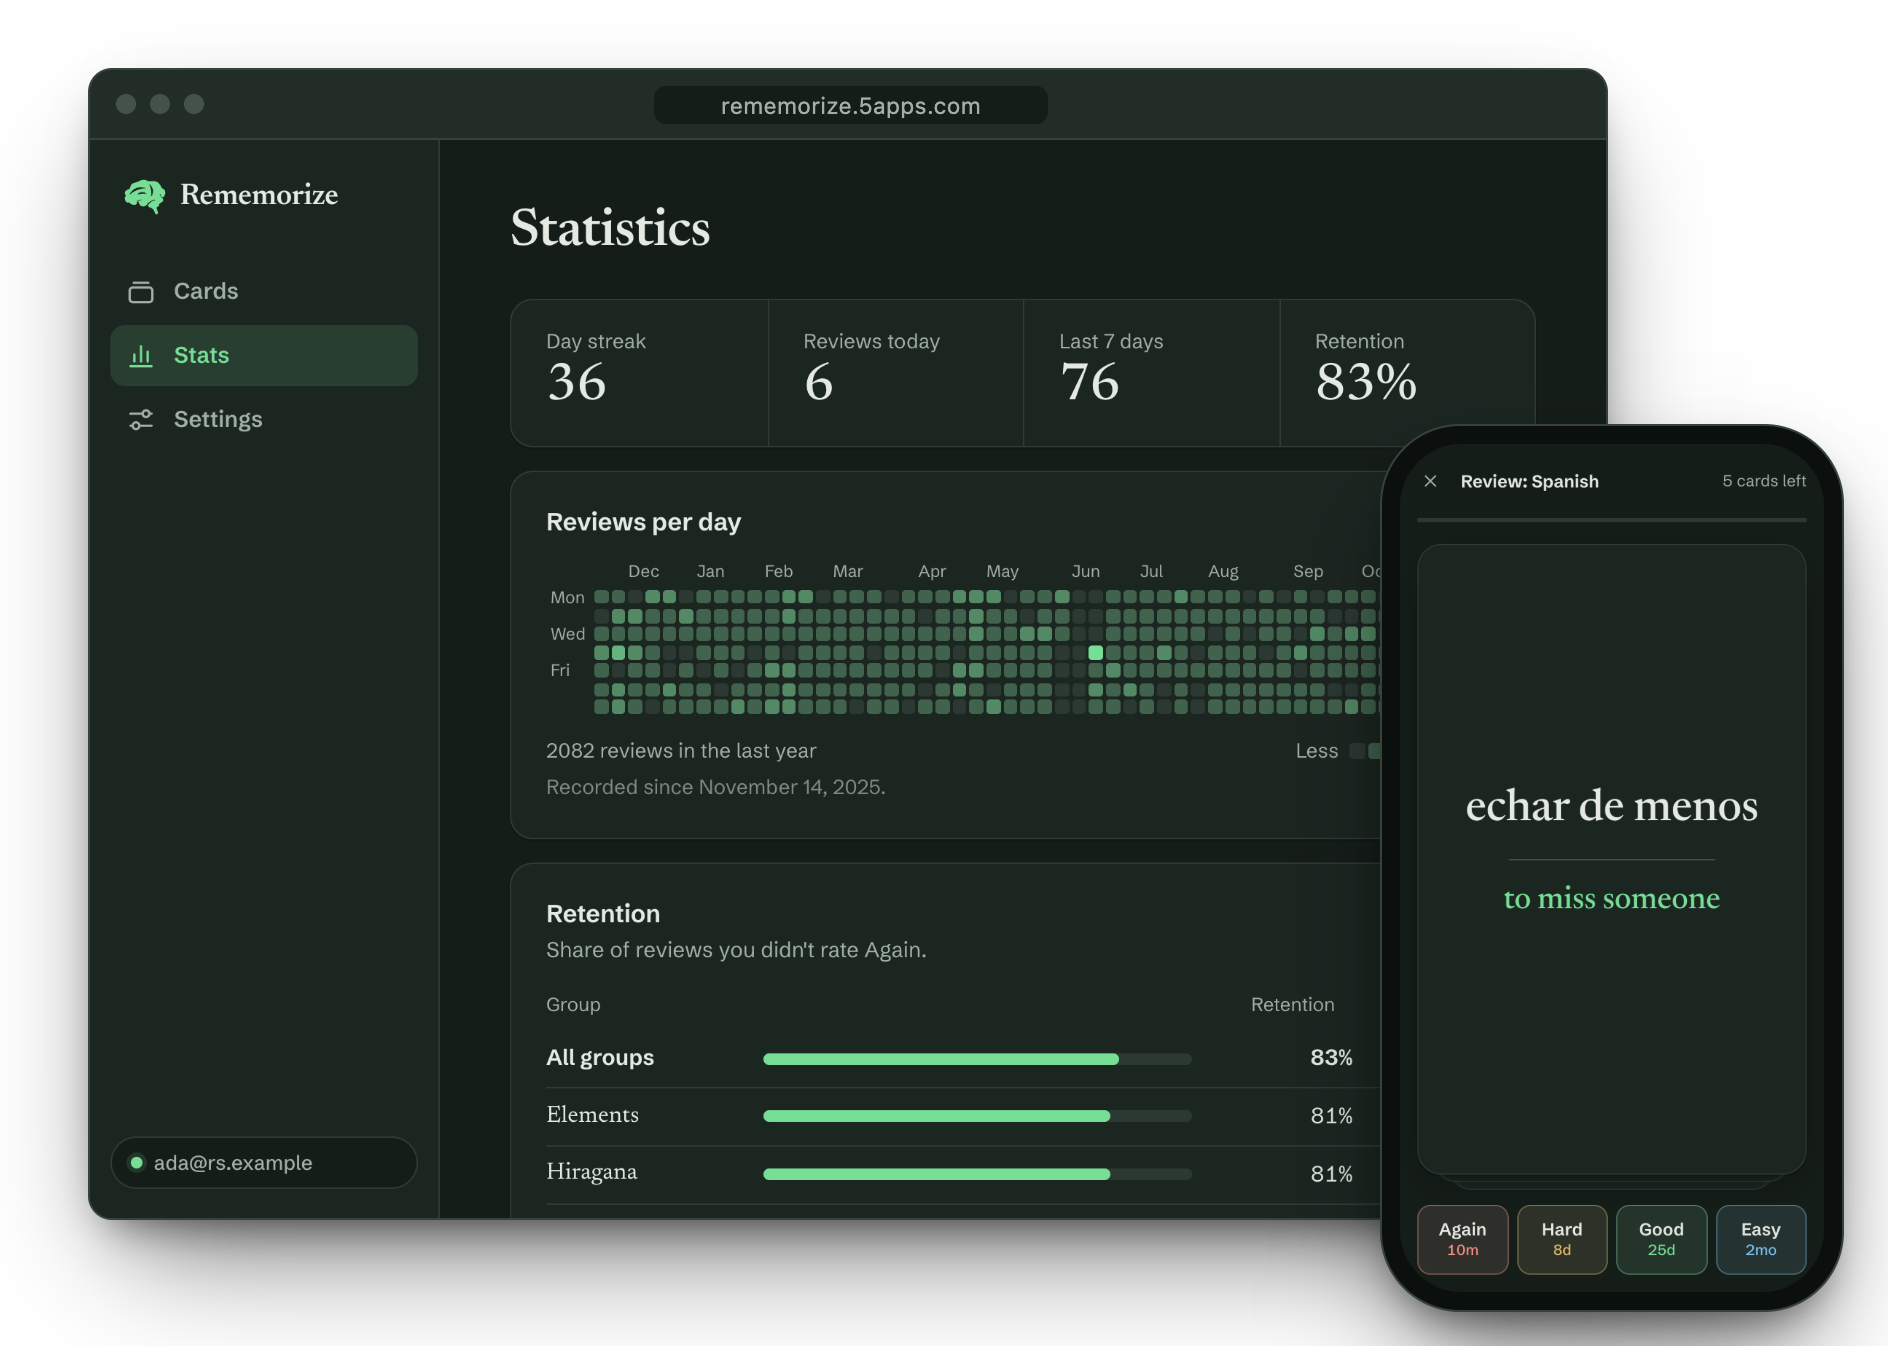 rememorize.5apps.com
Rememorize
Cards
Stats
Settings
ada@rs.example
Statistics
Day streak
36
Reviews today
6
Last 7 days
76
Retention
83%
Reviews per day
Dec Jan Feb Mar Apr May Jun Jul Aug Sep
Mon
Wed
Fri
2082 reviews in the last year
Less
Recorded since November 14, 2025.
Retention
Share of reviews you didn't rate Again.
Group Retention
All groups 83%
Elements 81%
Hiragana 81%
Review: Spanish 5 cards left
echar de menos
to miss someone
Again Hard Good Easy
10m 8d 25d 2mo